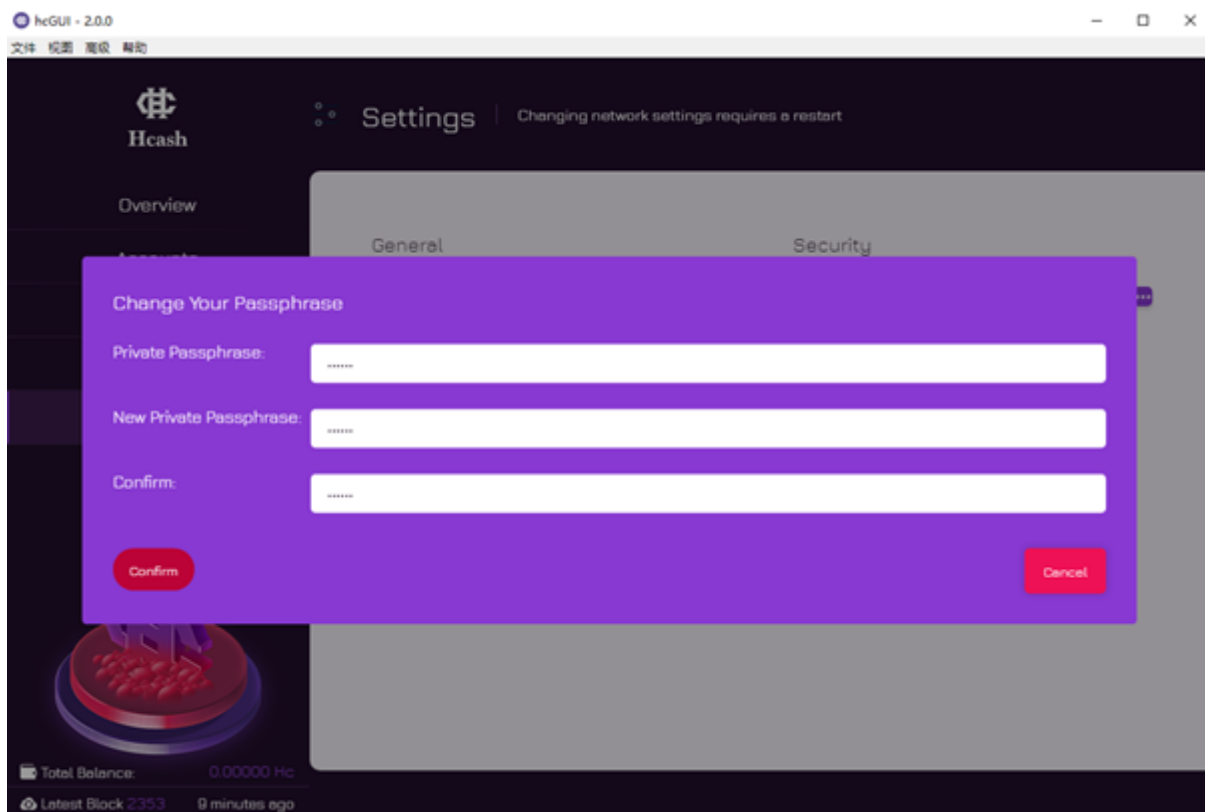 hcGUI - 2.0.0
文件 视图 高级 帮助
Hcash
Settings
Changing network settings requires a restart
Overview
Accounts
General
Security
Change Your Passphrase
Private Passphrase:
New Private Passphrase:
Confirm:
Confirm
Cancel
Total Balance: 0.00000 Hc
Latest Block 2353 9 minutes ago